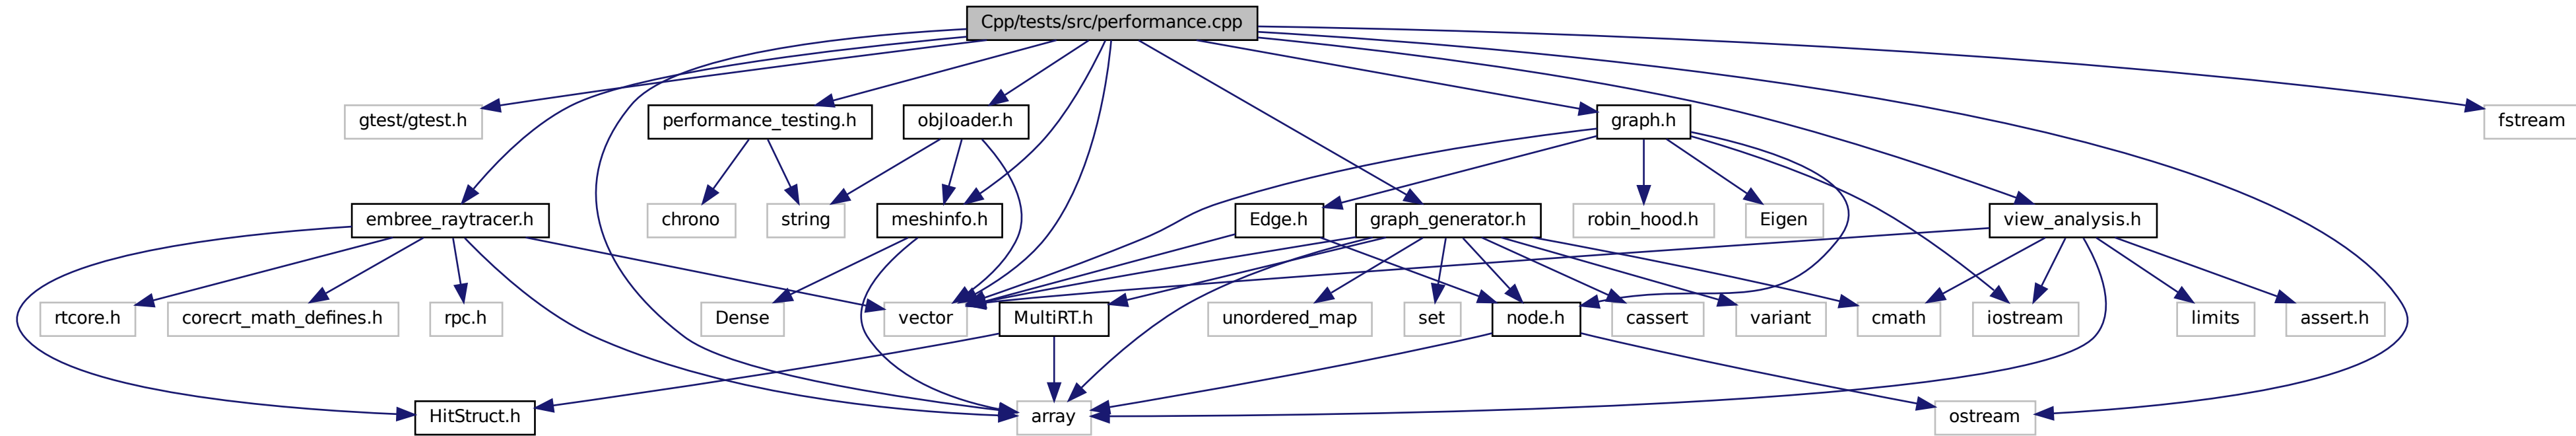 Cpp/tests/src/performance.cpp
gtest/gtest.h
performance_testing.h
objloader.h
graph.h
fstream
embree_raytracer.h
chrono
string
meshinfo.h
Edge.h
graph_generator.h
robin_hood.h
Eigen
view_analysis.h
rtcore.h
corecrt_math_defines.h
rpc.h
Dense
vector
MultiRT.h
unordered_map
set
node.h
cassert
variant
cmath
iostream
limits
assert.h
HitStruct.h
array
ostream